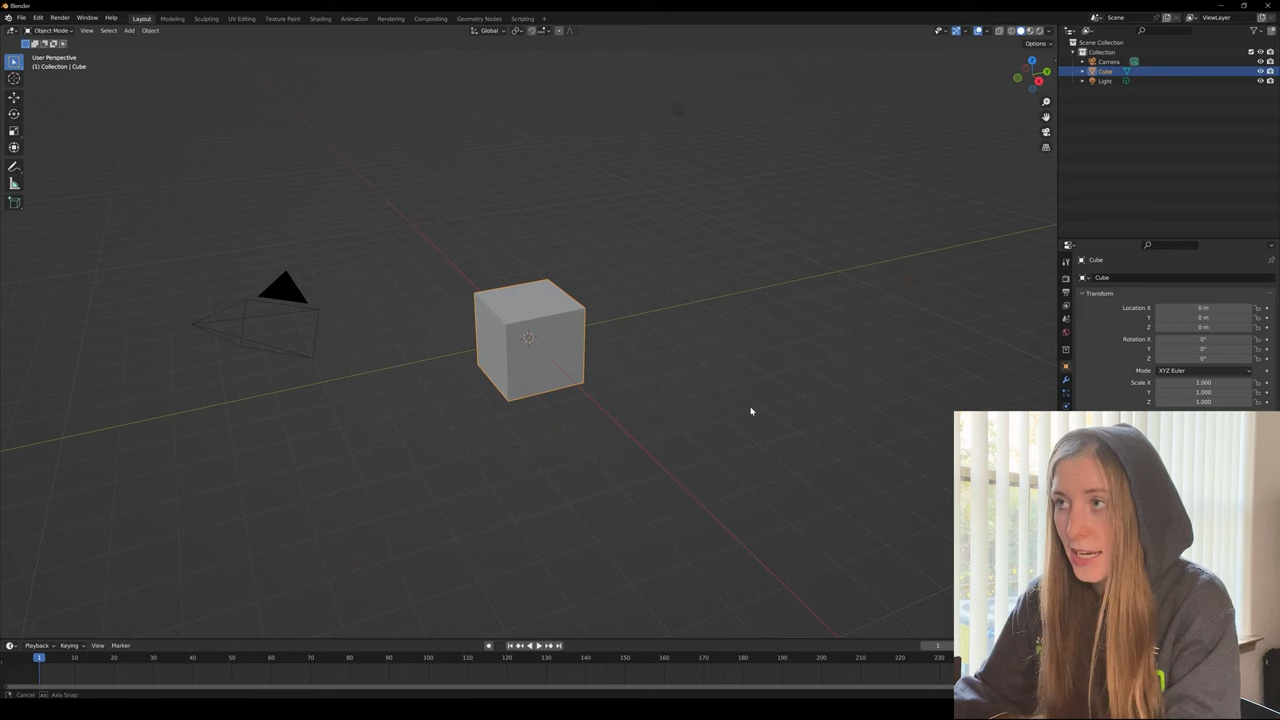 Blender
File Edit Render Window Help Layout Modeling Sculpting UV Editing Texture Paint Shading Animation Rendering Compositing Geometry Nodes Scripting + Scene ViewLayer
Object Mode View Select Add Object Global
Options
User Perspective
(1) Collection | Cube
Z
Y
X
Scene Collection
Collection
Camera
Cube
Light
Cube
Cube
Transform
Location X 0 m
Y 0 m
Z 0 m
Rotation X 0°
Y 0°
Z 0°
Mode XYZ Euler
Scale X 1.000
Y 1.000
Z 1.000
Playback Keying View Marker 1
1 10 20 30 40 50 60 70 80 90 100 110 120 130 140 150 160 170 180 190 200 210 220 230
Cancel Axis Snap